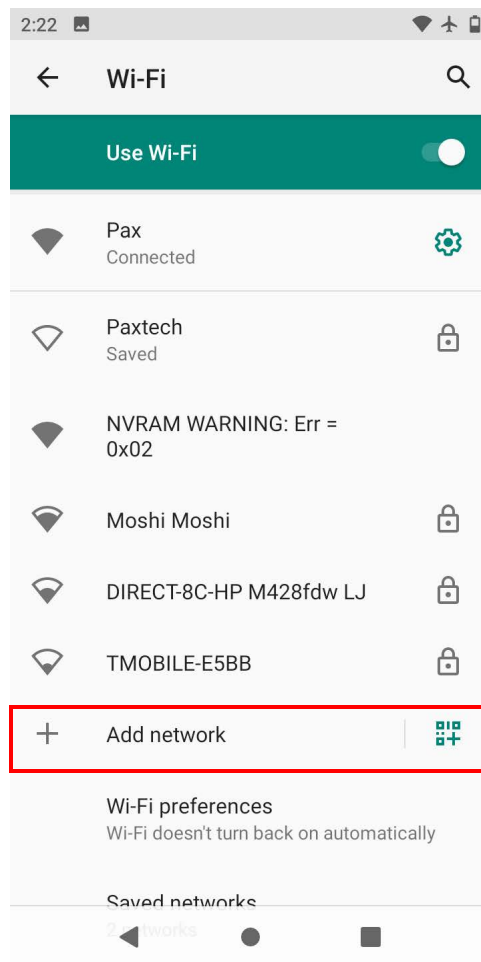 2:22
Wi-Fi
Use Wi-Fi
Pax
Connected
Paxtech
Saved
NVRAM WARNING: Err =
0x02
Moshi Moshi
DIRECT-8C-HP M428fdw LJ
TMOBILE-E5BB
Add network
Wi-Fi preferences
Wi-Fi doesn't turn back on automatically
Saved networks
2 networks